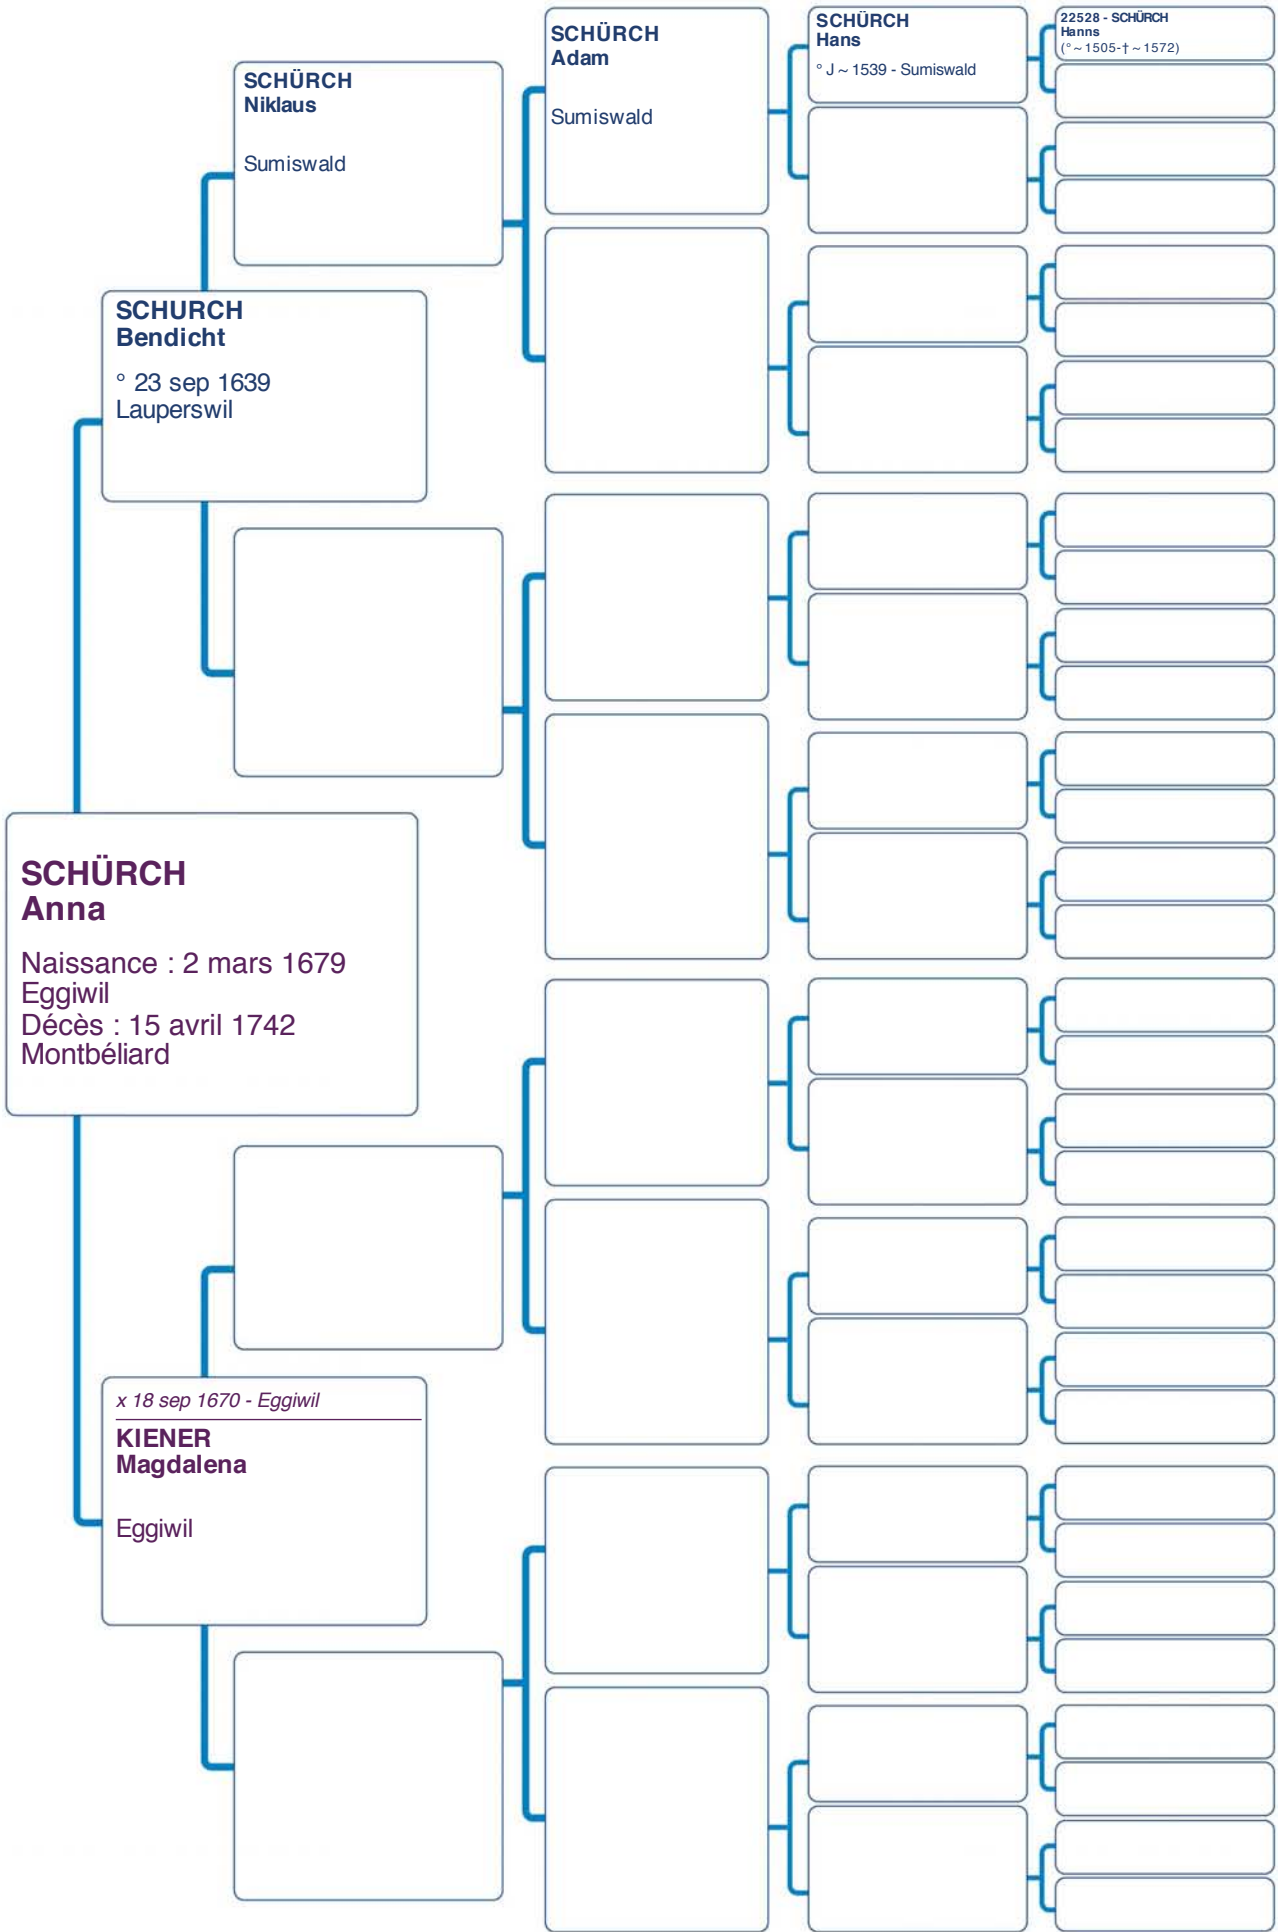 SCHÜRCH
Adam
Sumiswald
SCHÜRCH
Hans
° J ~ 1539 - Sumiswald
22528 - SCHÜRCH
Hanns
(° ~ 1505-† ~ 1572)
SCHÜRCH
Niklaus
Sumiswald
SCHURCH
Bendicht
° 23 sep 1639
Lauperswil
SCHÜRCH
Anna
Naissance : 2 mars 1679
Eggiwil
Décès : 15 avril 1742
Montbéliard
x 18 sep 1670 - Eggiwil
KIENER
Magdalena
Eggiwil